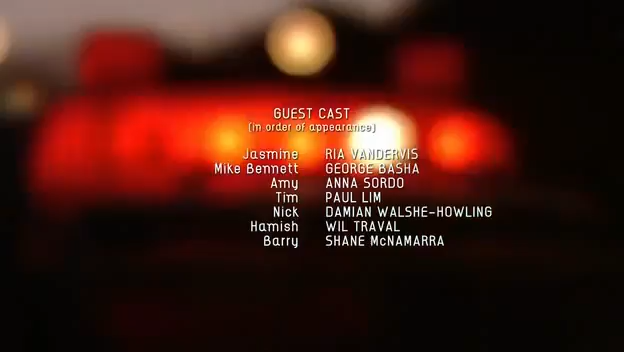 GUEST CAST
(in order of appearance)
Jasmine RIA VANDERVIS
Mike Bennett GEORGE BASHA
Amy ANNA SORDO
Tim PAUL LIM
Nick DAMIAN WALSHE-HOWLING
Hamish WIL TRAVAL
Barry SHANE McNAMARRA